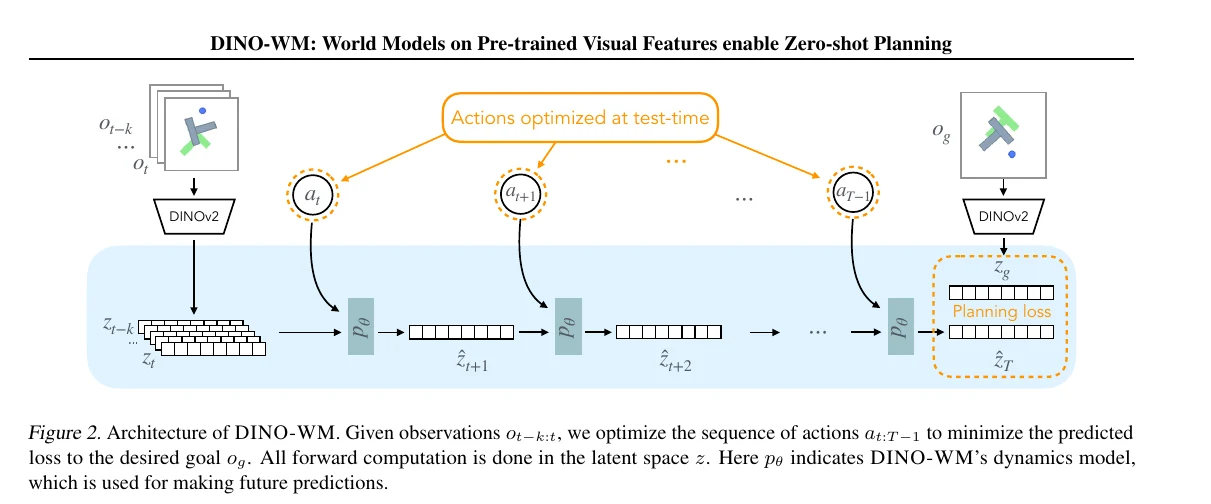 DINO-WM: World Models on Pre-trained Visual Features enable Zero-shot Planning
Actions optimized at test-time
o_{t−k}
...
o_t
o_g
...
a_t
a_{t+1}
...
a_{T−1}
DINOv2
DINOv2
z_g
z_{t−k}
...
z_t
p_θ
p_θ
...
p_θ
Planning loss
ẑ_{t+1}
ẑ_{t+2}
ẑ_T
Figure 2. Architecture of DINO-WM. Given observations o_{t−k:t}, we optimize the sequence of actions a_{t:T−1} to minimize the predicted
loss to the desired goal o_g. All forward computation is done in the latent space z. Here p_θ indicates DINO-WM's dynamics model,
which is used for making future predictions.